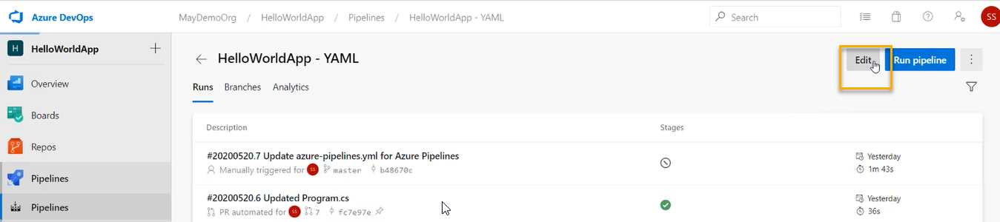 Azure DevOps
MayDemoOrg / HelloWorldApp / Pipelines / HelloWorldApp - YAML
Search
SS
H HelloWorldApp
HelloWorldApp - YAML
Edit
Run pipeline
Overview
Runs Branches Analytics
Boards
Description Stages
Repos
#20200520.7 Update azure-pipelines.yml for Azure Pipelines
Yesterday
Manually triggered for SS master b48670c
1m 43s
Pipelines
#20200520.6 Updated Program.cs
Yesterday
Pipelines
PR automated for SS 7 fc7e97e
36s